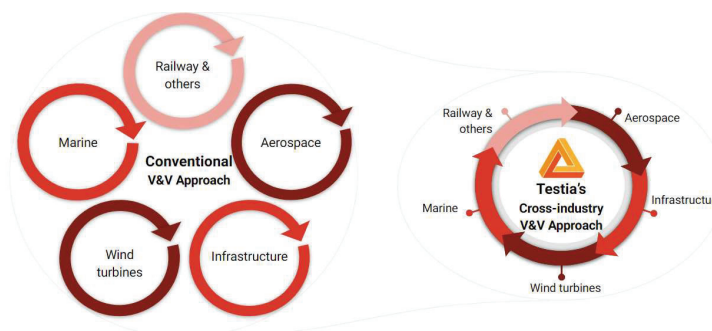 Railway &
others
Marine
Aerospace
Conventional
V&V Approach
Wind
turbines
Infrastructure
Railway &
others
Aerospace
Testia's
Cross-industry
V&V Approach
Marine
Infrastructu
Wind turbines